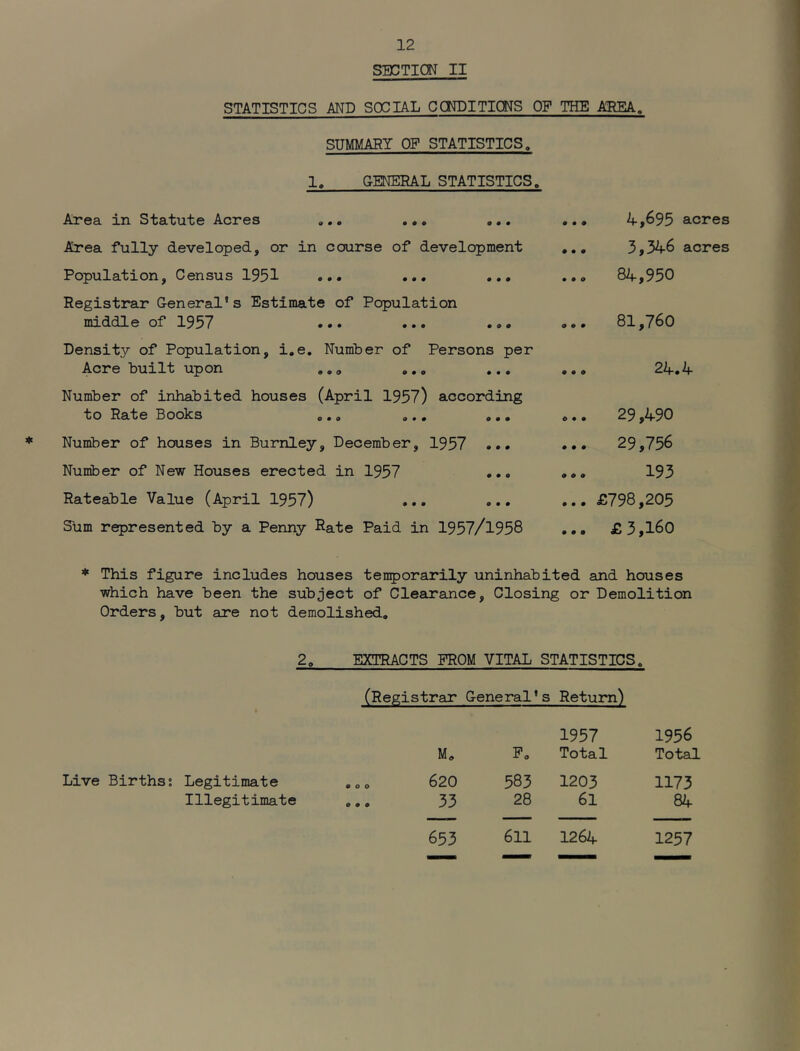 12
SECTION II
STATISTICS AND SOCIAL CONDITIONS OF THE AREA.
SUMMARY OF STATISTICS.
1. GENERAL STATISTICS.
Area in Statute Acres ... ... ... ... 4,695 acres
Area fully developed, or in course of development ... 3,346 acres
Population, Census 1951 ... ... ... ... 84,950
Registrar General's Estimate of Population
middle of 1957 ... ... ... ... 81,760
Density of Population, i.e. Number of Persons per
Acre built upon ... ... ... ... 24.4
Number of inhabited houses (April 1957) according
to Rate Books ... ... ... ... 29,490
* Number of houses in Burnley, December, 1957 ... ... 29,756
Number of New Houses erected in 1957 ... ... 193
Rateable Value (April 1957) ... ... ... £798,205
Sum represented by a Penny Rate Paid in 1957/1958 ... £3,160
* This figure includes houses temporarily uninhabited and houses
which have been the subject of Clearance, Closing or Demolition
Orders, but are not demolished.
2. EXTRACTS FROM VITAL STATISTICS.
(Registrar General's Return)
1957 1956
M. F. Total Total
Live Births: Legitimate ... 620 583 1203 1173
Illegitimate ... 33 28 61 84
653 611 1264 1257